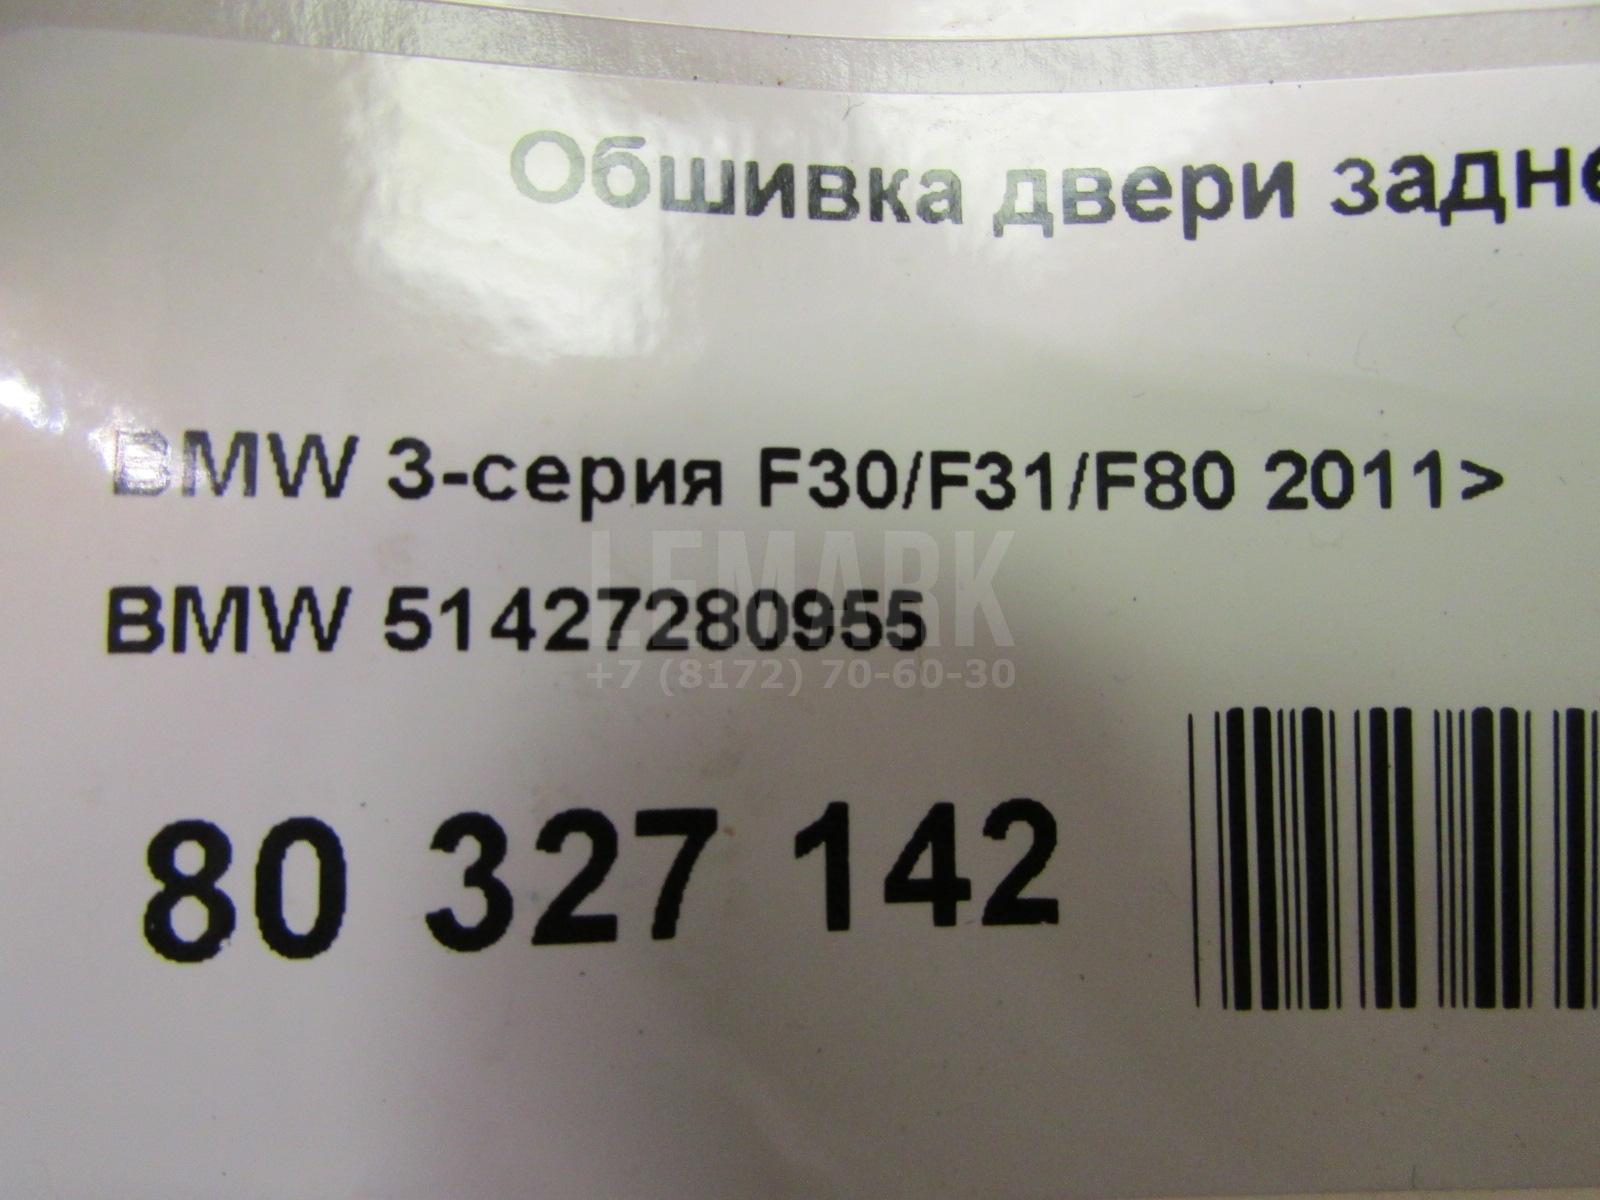 Обшивка двери задне
BMW 3-серия F30/F31/F80 2011>
BMW 51427280955
LEMARK
+7 (8172) 70-60-30
80 327 142